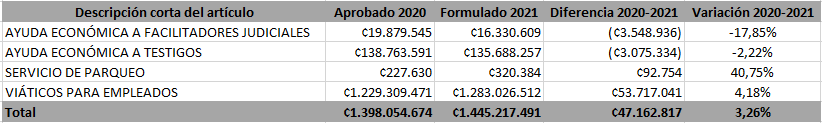 Descripción corta del artículo Aprobado 2020 Formulado 2021 Diferencia 2020-2021 Variación 2020-2021
AYUDA ECONÓMICA A FACILITADORES JUDICIALES ₵19.879.545 ₵16.330.609 (₵3.548.936) -17,85%
AYUDA ECONÓMICA A TESTIGOS ₵138.763.591 ₵135.688.257 (₵3.075.334) -2,22%
SERVICIO DE PARQUEO ₵227.630 ₵320.384 ₵92.754 40,75%
VIÁTICOS PARA EMPLEADOS ₵1.229.309.471 ₵1.283.026.512 ₵53.717.041 4,18%
Total ₵1.398.054.674 ₵1.445.217.491 ₵47.162.817 3,26%